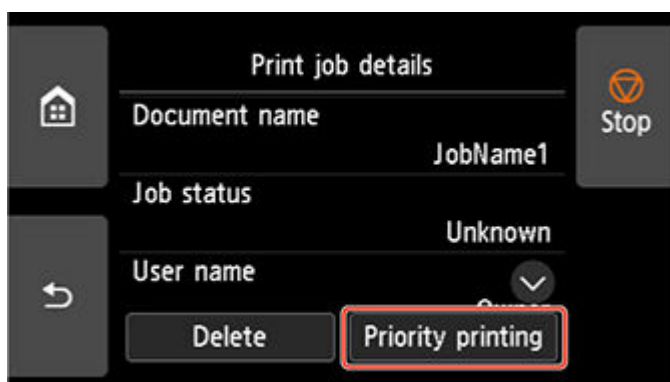 Print job details
Stop
Document name
JobName1
Job status
Unknown
User name
Delete
Priority printing